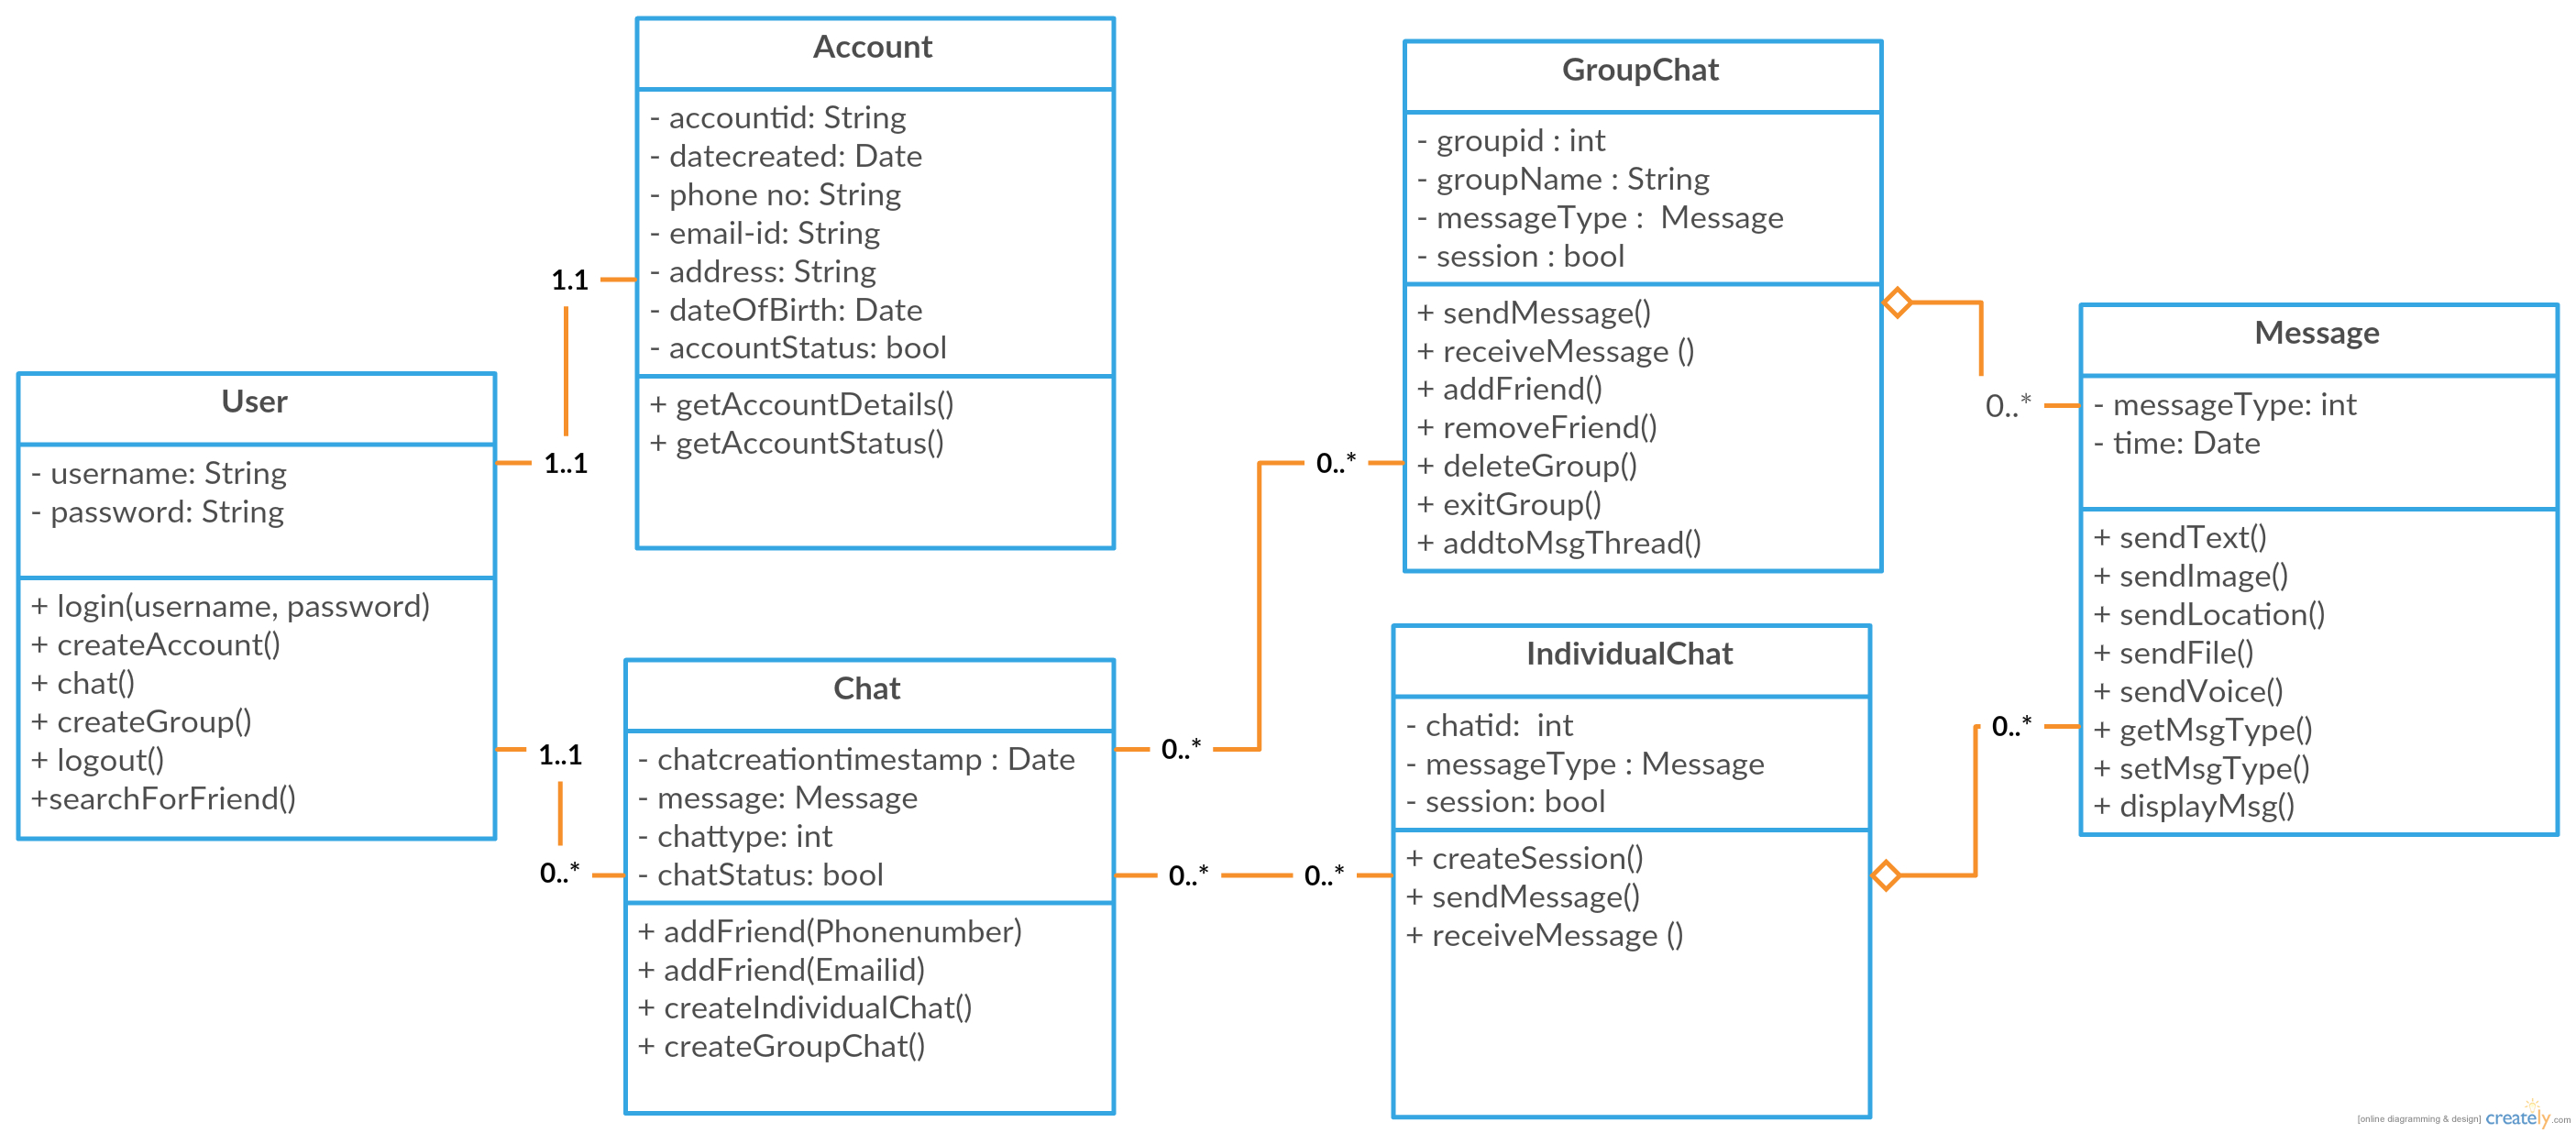 Account
- accountid: String
- datecreated: Date
- phone no: String
- email-id: String
- address: String
- dateOfBirth: Date
- accountStatus: bool
+ getAccountDetails()
+ getAccountStatus()
1.1
1..1
User
- username: String
- password: String
+ login(username, password)
+ createAccount()
+ chat()
+ createGroup()
+ logout()
+searchForFriend()
1..1
0..*
Chat
- chatcreationtimestamp : Date
- message: Message
- chattype: int
- chatStatus: bool
+ addFriend(Phonenumber)
+ addFriend(Emailid)
+ createIndividualChat()
+ createGroupChat()
0..*
0..*
0..*
0..*
GroupChat
- groupid : int
- groupName : String
- messageType :  Message
- session : bool
+ sendMessage()
+ receiveMessage ()
+ addFriend()
+ removeFriend()
+ deleteGroup()
+ exitGroup()
+ addtoMsgThread()
IndividualChat
- chatid:  int
- messageType : Message
- session: bool
+ createSession()
+ sendMessage()
+ receiveMessage ()
0..*
0..*
Message
- messageType: int
- time: Date
+ sendText()
+ sendImage()
+ sendLocation()
+ sendFile()
+ sendVoice()
+ getMsgType()
+ setMsgType()
+ displayMsg()
[online diagramming & design] creately.com